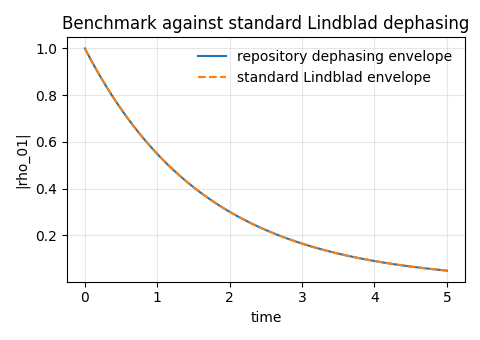 Benchmark against standard Lindblad dephasing
repository dephasing envelope
standard Lindblad envelope
|rho_01|
1.0
0.8
0.6
0.4
0.2
0 1 2 3 4 5
time